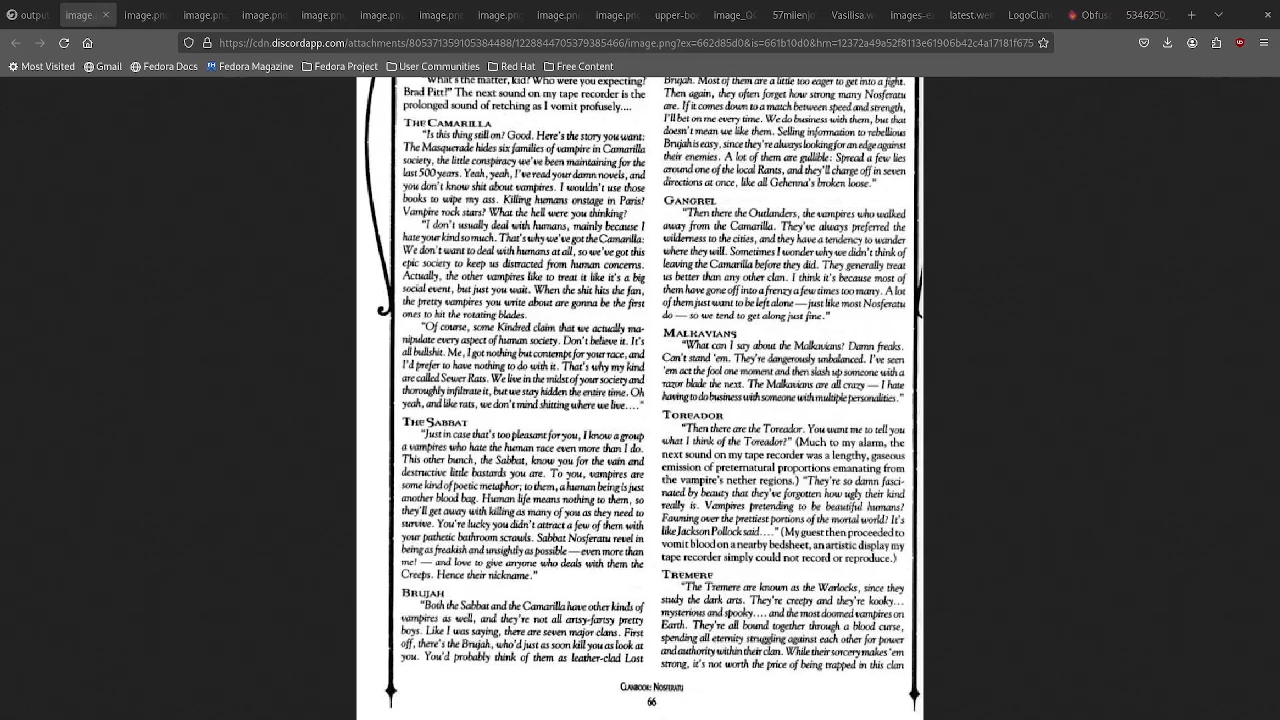 output
image.
image.pn
image.pn
image.pn
image.pn
image.pn
image.pn
image.pn
image.pn
image.pric
image.pric
upper-bo
image_QC
57milenjo
Vasilisa.w
images-e
latest.wer
LogoClan
Obfus
5346250_
https://cdn.discordapp.com/attachments/805371359105384488/1228844705379385466/image.png?ex=662d85d0&is=661b10d0&hm=12372a49a52f8113e61906b42c4a17181f675
Most Visited
Gmail
Fedora Docs
Fedora Magazine
Fedora Project
User Communities
Red Hat
Free Content
"What's the matter, kid? Who were you expecting?
Brad Pitt?" The next sound on my tape recorder is the
prolonged sound of retching as I vomit profusely....
THE CAMARILLA
"Is this thing still on? Good. Here's the story you want:
The Masquerade hides six families of vampire in Camarilla
society, the little conspiracy we've been maintaining for the
last 500 years. Yeah, yeah, I've read your damn novels, and
you don't know shit about vampires. I wouldn't use those
books to wipe my ass. Killing humans onstage in Paris?
Vampire rock stars? What the hell were you thinking?
"I don't usually deal with humans, mainly because I
hate your kind so much. That's why we've got the Camarilla:
We don't want to deal with humans at all, so we've got this
epic society to keep us distracted from human concerns.
Actually, the other vampires like to treat it like it's a big
social event, but just you wait. When the shit hits the fan,
the pretty vampires you write about are gonna be the first
ones to hit the rotating blades.
"Of course, some Kindred claim that we actually ma-
nipulate every aspect of human society. Don't believe it. It's
all bullshit. Me, I got nothing but contempt for your race, and
I'd prefer to have nothing to do with it. That's why my kind
are called Sewer Rats. We live in the midst of your society and
thoroughly infiltrate it, but we stay hidden the entire time. Oh
yeah, and like rats, we don't mind shitting where we live...."
THE SABBAT
"Just in case that's too pleasant for you, I know a group
a vampires who hate the human race even more than I do.
This other bunch, the Sabbat, know you for the vain and
destructive little bastards you are. To you, vampires are
some kind of poetic metaphor; to them, a human being is just
another blood bag. Human life means nothing to them, so
they'll get away with killing as many of you as they need to
survive. You're lucky you didn't attract a few of them with
your pathetic bathroom scrawls. Sabbat Nosferatu revel in
being as freakish and unsightly as possible — even more than
me! — and love to give anyone who deals with them the
Creeps. Hence their nickname."
BRUJAH
"Both the Sabbat and the Camarilla have other kinds of
vampires as well, and they're not all artsy-fartsy pretty
boys. Like I was saying, there are seven major clans. First
off, there's the Brujah, who'd just as soon kill you as look at
you. You'd probably think of them as leather-clad Lost
Brujah. Most of them are a little too eager to get into a fight.
Then again, they often forget how strong many Nosferatu
are. If it comes down to a match between speed and strength,
I'll bet on me every time. We do business with them, but that
doesn't mean we like them. Selling information to rebellious
Brujah is easy, since they're always looking for an edge against
their enemies. A lot of them are gullible: Spread a few lies
around one of the local Rants, and they'll charge off in seven
directions at once, like all Gehenna's broken loose."
GANGREL
"Then there the Outlanders, the vampires who walked
away from the Camarilla. They've always preferred the
wilderness to the cities, and they have a tendency to wander
where they will. Sometimes I wonder why we didn't think of
leaving the Camarilla before they did. They generally treat
us better than any other clan. I think it's because most of
them have gone off into a frenzy a few times too many. A lot
of them just want to be left alone — just like most Nosferatu
do — so we tend to get along just fine."
MALKAVIANS
"What can I say about the Malkavians? Damn freaks.
Can't stand 'em. They're dangerously unbalanced. I've seen
'em act the fool one moment and then slash up someone with a
razor blade the next. The Malkavians are all crazy — I hate
having to do business with someone with multiple personalities."
TOREADOR
"Then there are the Toreador. You want me to tell you
what I think of the Toreador?" (Much to my alarm, the
next sound on my tape recorder was a lengthy, gaseous
emission of preternatural proportions emanating from
the vampire's nether regions.) "They're so damn fasci-
nated by beauty that they've forgotten how ugly their kind
really is. Vampires pretending to be beautiful humans?
Fawning over the prettiest portions of the mortal world? It's
like Jackson Pollock said...." (My guest then proceeded to
vomit blood on a nearby bedsheet, an artistic display my
tape recorder simply could not record or reproduce.)
TREMERE
"The Tremere are known as the Warlocks, since they
study the dark arts. They're creepy and they're kooky...
mysterious and spooky.... and the most doomed vampires on
Earth. They're all bound together through a blood curse,
spending all eternity struggling against each other for power
and authority within their clan. While their sorcery makes 'em
strong, it's not worth the price of being trapped in this clan
CLANBOOK: NOSFERATU
66